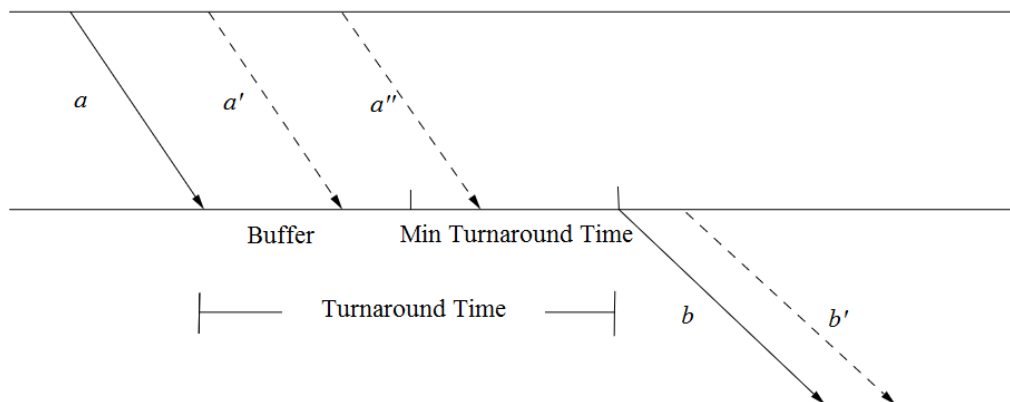 a
a'
a''
Buffer
Min Turnaround Time
Turnaround Time
b
b'